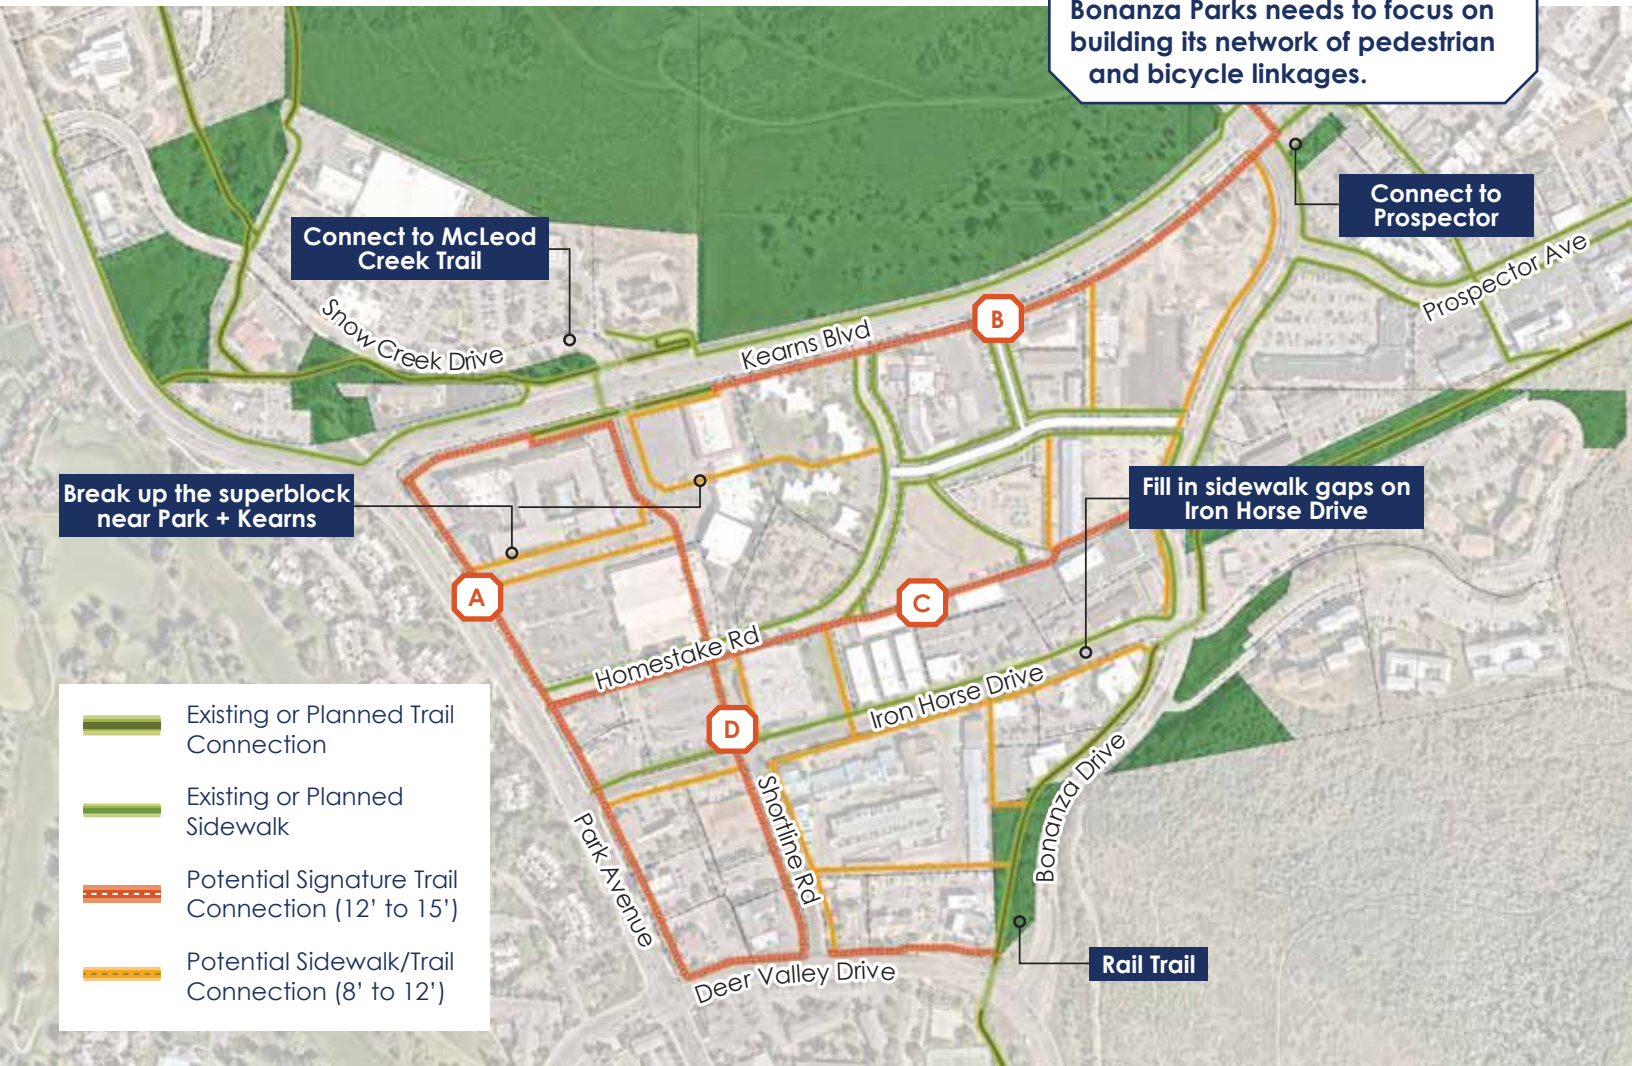 Bonanza Parks needs to focus on
building its network of pedestrian
and bicycle linkages.
Connect to
Prospector
Connect to McLeod
Creek Trail
Prospector Ave
Snow Creek Drive
Kearns Blvd
B
Break up the superblock
near Park + Kearns
Fill in sidewalk gaps on
Iron Horse Drive
A
C
Homestake Rd
Iron Horse Drive
D
Existing or Planned Trail
Connection
Existing or Planned
Sidewalk
Potential Signature Trail
Connection (12’ to 15’)
Potential Sidewalk/Trail
Connection (8’ to 12’)
Park Avenue
Shortline Rd
Bonanza Drive
Deer Valley Drive
Rail Trail